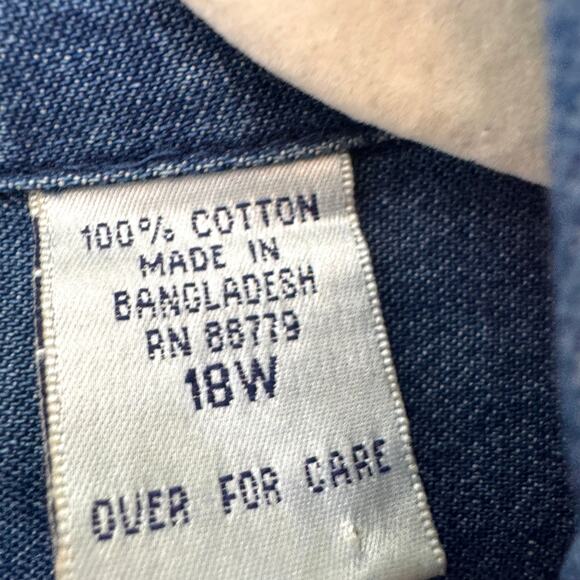 100% COTTON
MADE IN
BANGLADESH
RN 88779
18W
OVER FOR CARE